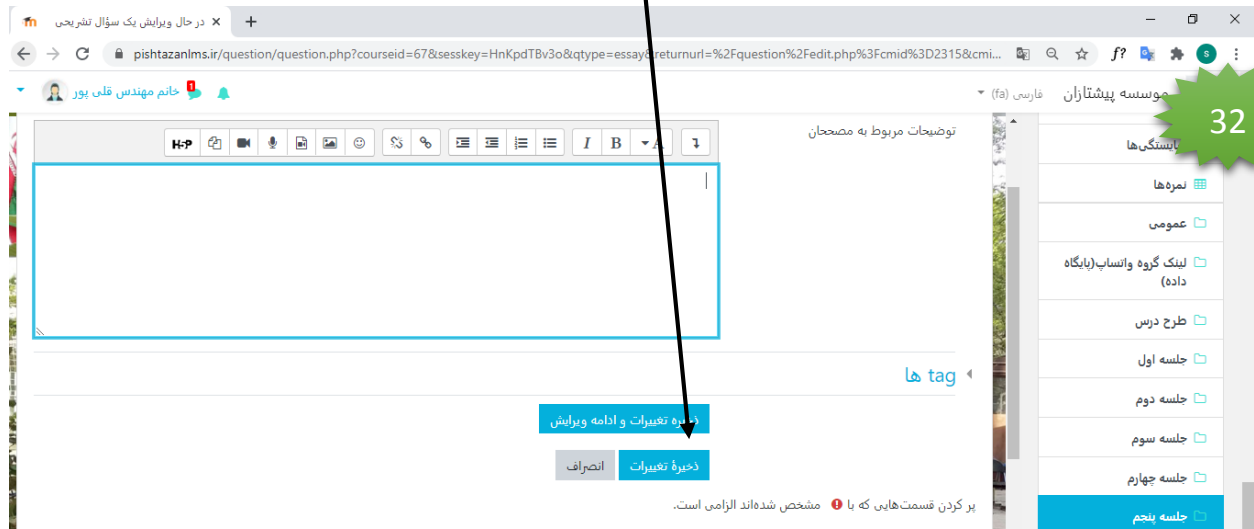 در حال ویرایش یک سؤال تشریحی
pishtazanlms.ir/question/question.php?courseid=67&sesskey=HnKpdTBv3o&qtype=essay&returnurl=%2Fquestion%2Fedit.php%3Fcmid%3D2315&cmi...
f?
S
موسسه پیشتازان
فارسی (fa)
1
خانم مهندس قلی پور
32
توضیحات مربوط به مصححان
A
B
I
H-P
نمره‌ها
عمومی
لینک گروه واتساپ(پایگاه
داده)
طرح درس
جلسه اول
جلسه دوم
جلسه سوم
جلسه چهارم
جلسه پنجم
tag ها
ذخیره تغییرات و ادامه ویرایش
ذخیرهٔ تغییرات
انصراف
پر کردن قسمت‌هایی که با مشخص شده‌اند الزامی است.